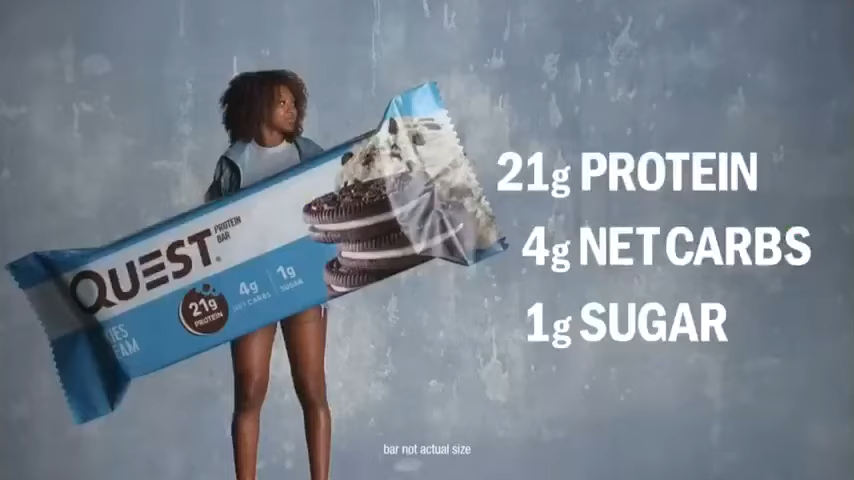 QUEST
PROTEIN
BAR
21g
PROTEIN
4g
NET CARBS
1g
SUGAR
21g PROTEIN
4g NET CARBS
1g SUGAR
bar not actual size